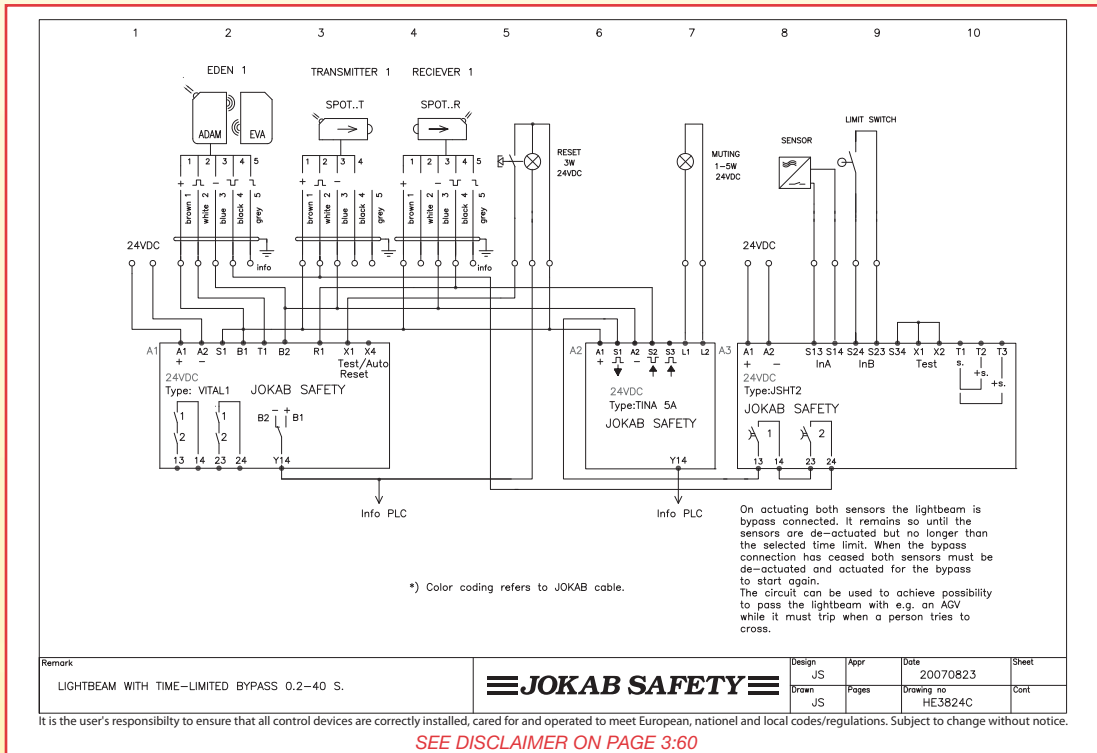 1 2 3 4 5 6 7 8 9 10
EDEN 1
TRANSMITTER 1
RECIEVER 1
SPOT..T
SPOT..R
ADAM
EVA
LIMIT SWITCH
SENSOR
RESET
3W
24VDC
MUTING
1-5W
24VDC
1 2 3 4 5
1 2 3 4
1 2 3 4 5
+ −
+ −
+ −
brown 1
white 2
blue 3
black 4
grey 5
brown 1
white 2
blue 3
black 4
grey 5
brown 1
white 2
blue 3
black 4
grey 5
24VDC
info
info
24VDC
A1
A1 A2 S1 B1 T1 B2 R1 X1 X4
+ −
Test/Auto
Reset
24VDC
Type: VITAL1
JOKAB SAFETY
1
2
1
2
B2 − + B1
13 14 23 24 Y14
Info PLC
A2
A1 S1 A2 S2 S3 L1 L2
+ −
24VDC
Type:TINA 5A
JOKAB SAFETY
Y14
Info PLC
A3
A1 A2 S13 S14 S24 S23 S34 X1 X2 T1 T2 T3
+ − InA InB Test s. +s. +s.
24VDC
Type:JSHT2
JOKAB SAFETY
1 2
13 14 23 24
On actuating both sensors the lightbeam is
bypass connected. It remains so until the
sensors are de-actuated but no longer than
the selected time limit. When the bypass
connection has ceased both sensors must be
de-actuated and actuated for the bypass
to start again.
The circuit can be used to achieve possibility
to pass the lightbeam with e.g. an AGV
while it must trip when a person tries to
cross.
*) Color coding refers to JOKAB cable.
Remark
LIGHTBEAM WITH TIME-LIMITED BYPASS 0.2-40 S.
JOKAB SAFETY
Design
JS
Appr
Date
20070823
Sheet
Drawn
JS
Pages
Drawing no
HE3824C
Cont
It is the user's responsibilty to ensure that all control devices are correctly installed, cared for and operated to meet European, nationel and local codes/regulations. Subject to change without notice.
SEE DISCLAIMER ON PAGE 3:60